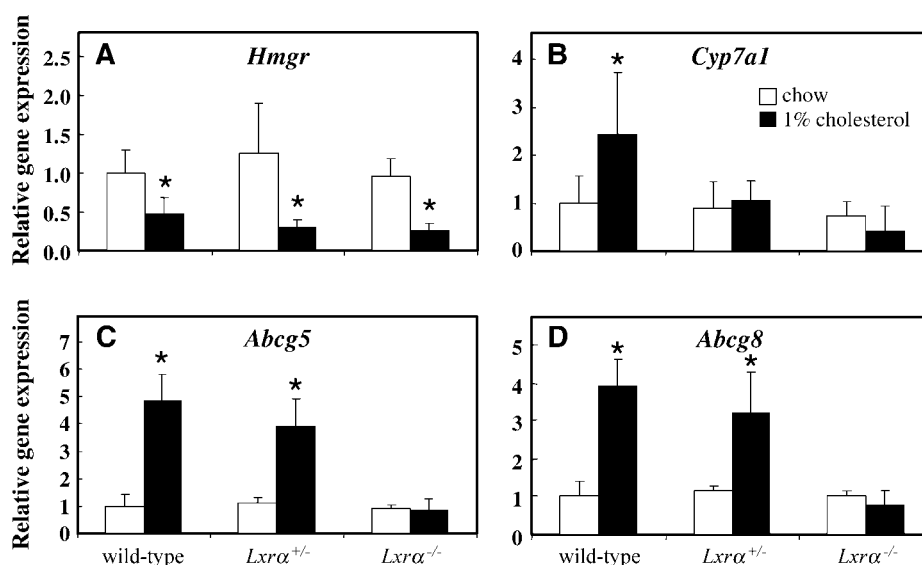 A
Hmgr
Relative gene expression
2.5
2.0
1.5
1.0
0.5
0.0
*
*
*
B
Cyp7a1
chow
1% cholesterol
4
3
2
1
0
*
C
Abcg5
Relative gene expression
7
6
5
4
3
2
1
0
*
*
wild-type
Lxrα+/-
Lxrα-/-
D
Abcg8
5
4
3
2
1
0
*
*
wild-type
Lxrα+/-
Lxrα-/-